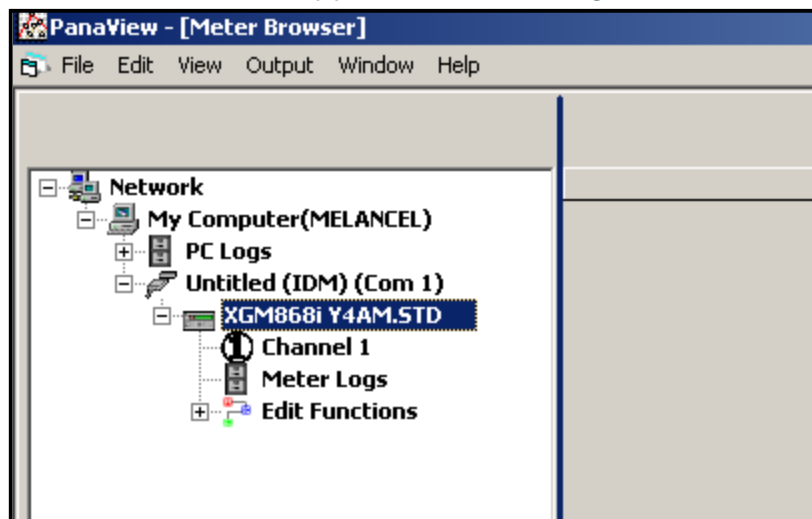 PanaView - [Meter Browser]
File Edit View Output Window Help
Network
My Computer(MELANCEL)
PC Logs
Untitled (IDM) (Com 1)
XGM868i Y4AM.STD
1 Channel 1
Meter Logs
Edit Functions